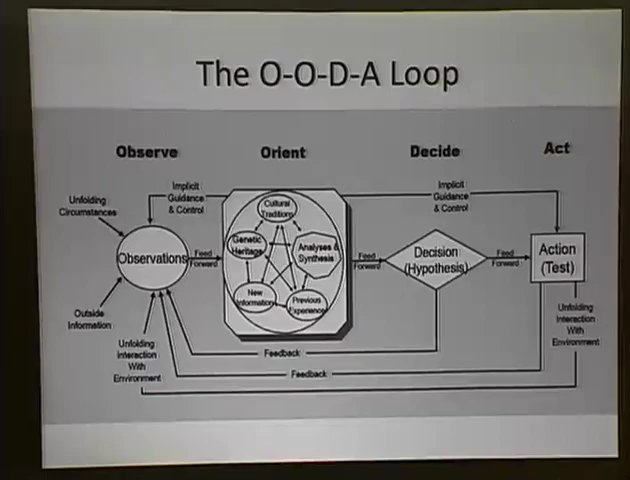 The O-O-D-A Loop
Observe
Orient
Decide
Act
Implicit
Guidance
& Control
Implicit
Guidance
& Control
Unfolding
Circumstances
Cultural
Traditions
Genetic
Heritage
Analyses &
Synthesis
New
Information
Previous
Experience
Observations
Feed
Forward
Feed
Forward
Decision
(Hypothesis)
Feed
Forward
Action
(Test)
Outside
Information
Unfolding
Interaction
With
Environment
Unfolding
Interaction
With
Environment
Feedback
Feedback